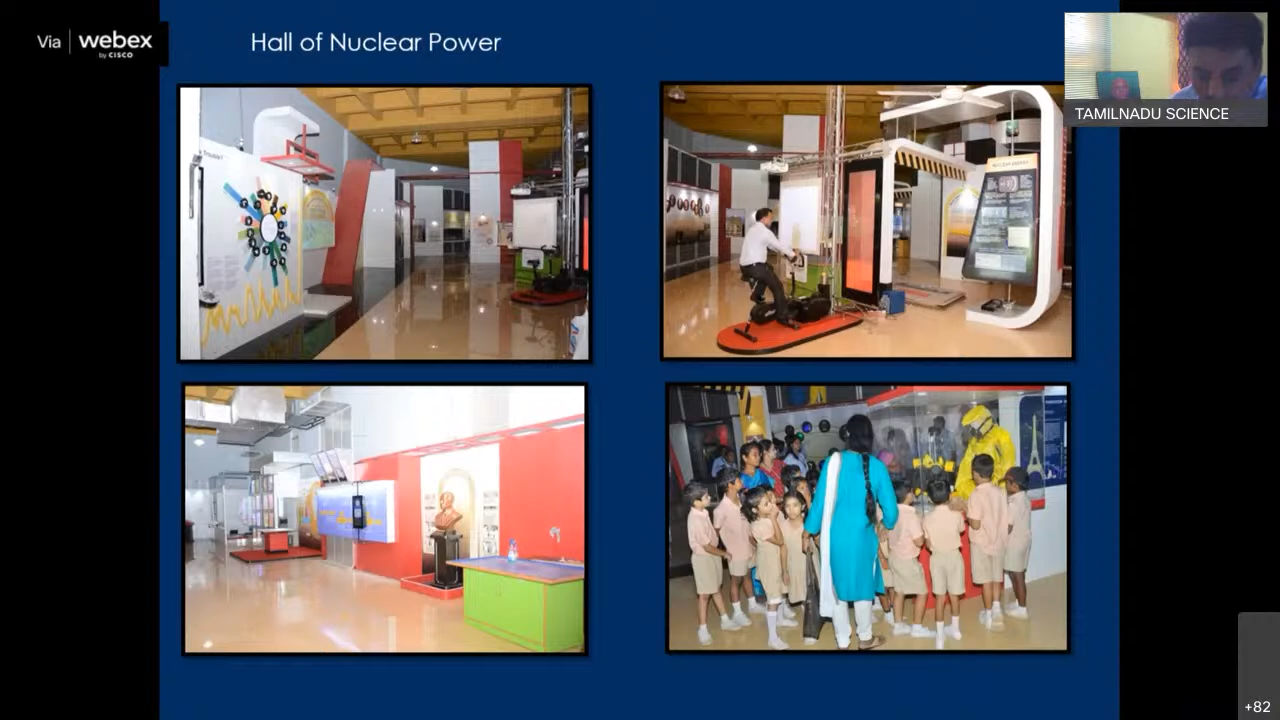 Via webex
by CISCO
Hall of Nuclear Power
TAMILNADU SCIENCE
+82